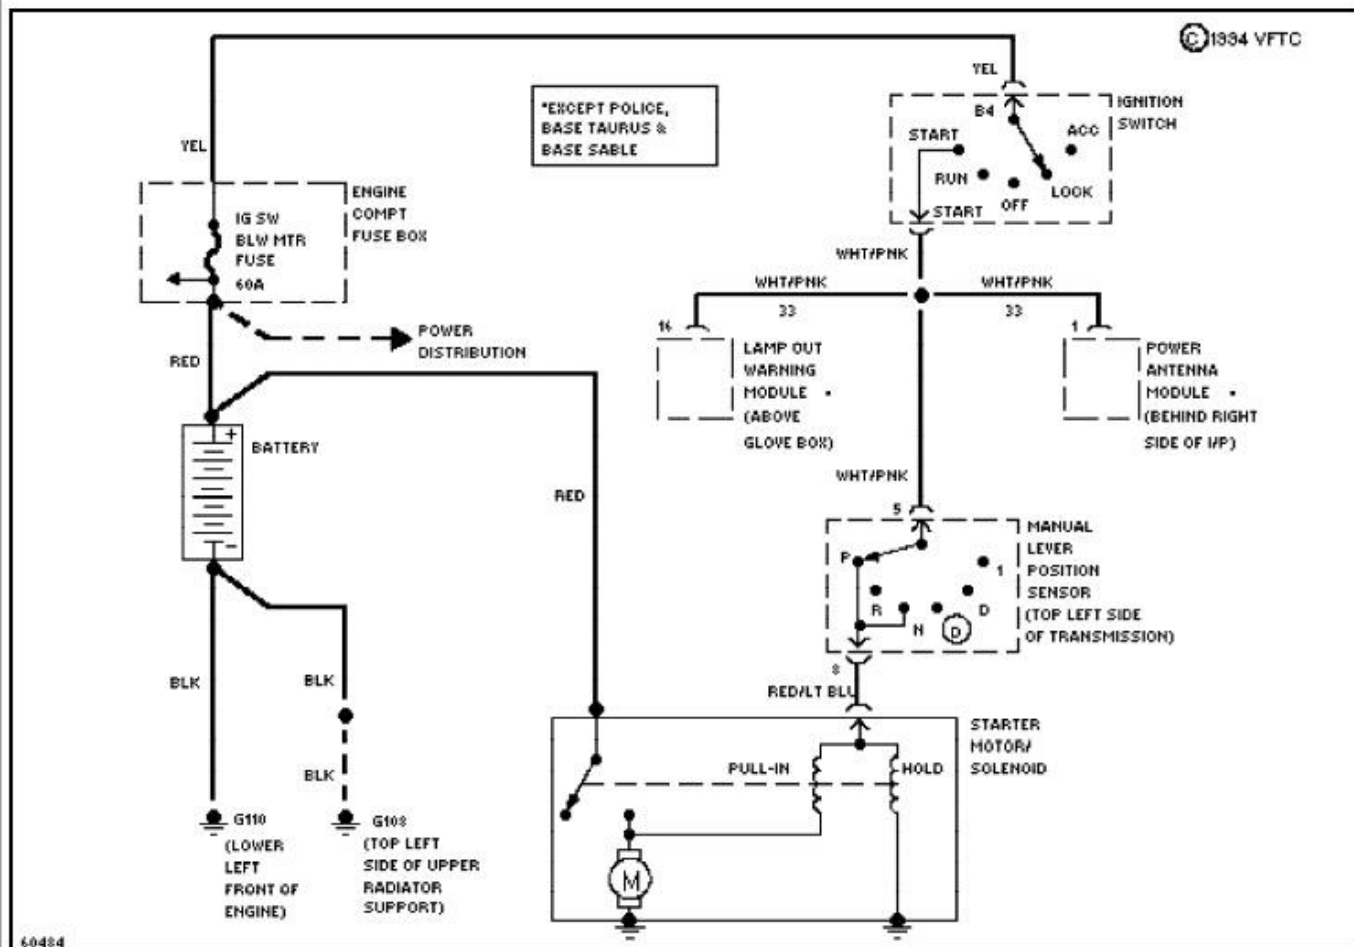 © 1994 VFTC
YEL
*EXCEPT POLICE,
BASE TAURUS &
BASE SABLE
B4
IGNITION
SWITCH
START
ACC
YEL
RUN
LOCK
OFF
START
ENGINE
COMPT
FUSE BOX
IG SW
BLW MTR
FUSE
60A
WHT/PNK
WHT/PNK
33
WHT/PNK
33
POWER
DISTRIBUTION
RED
16
LAMP OUT
WARNING
MODULE •
(ABOVE
GLOVE BOX)
1
POWER
ANTENNA
MODULE •
(BEHIND RIGHT
SIDE OF I/P)
+
BATTERY
-
RED
WHT/PNK
5
MANUAL
LEVER
POSITION
SENSOR
(TOP LEFT SIDE
OF TRANSMISSION)
P
1
R
N
D
D
8
RED/LT BLU
BLK
BLK
BLK
STARTER
MOTOR/
SOLENOID
PULL-IN
HOLD
M
G110
(LOWER
LEFT
FRONT OF
ENGINE)
(TOP LEFT
SIDE OF UPPER
RADIATOR
SUPPORT)
60484